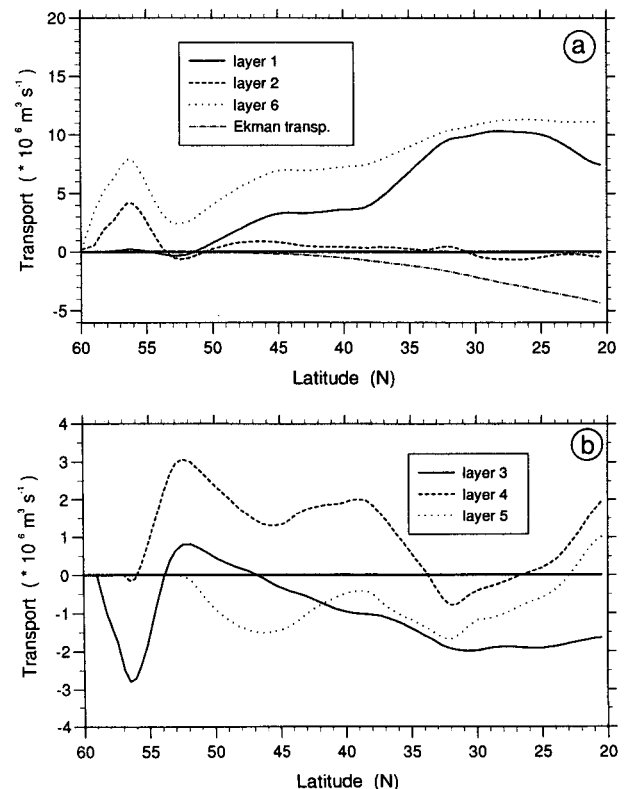 20
15
10
5
0
-5
Transport ( * 10⁶ m³ s⁻¹)
a
layer 1
layer 2
layer 6
Ekman transp.
60 55 50 45 40 35 30 25 20
Latitude (N)
4
3
2
1
0
-1
-2
-3
-4
Transport ( * 10⁶ m³ s⁻¹)
b
layer 3
layer 4
layer 5
60 55 50 45 40 35 30 25 20
Latitude (N)